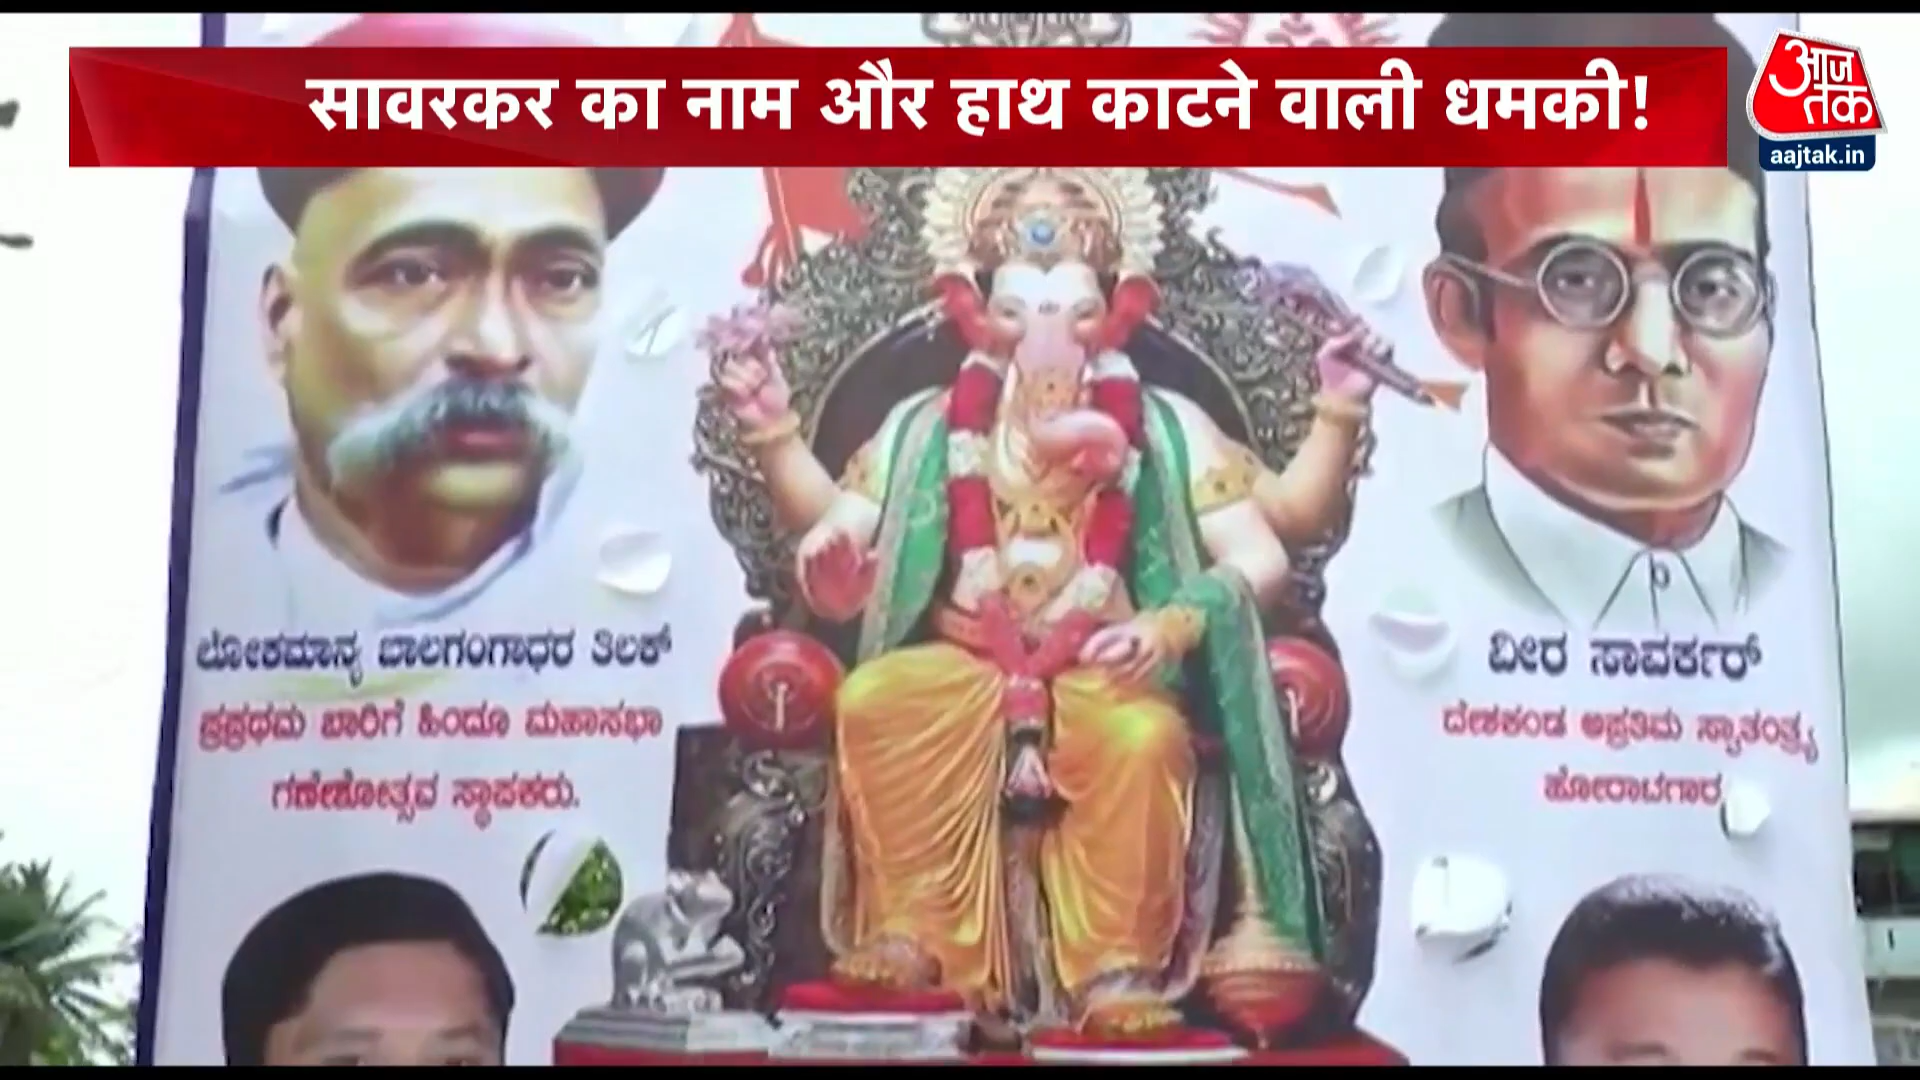 सावरकर का नाम और हाथ काटने वाली धमकी!
आज
तक
aajtak.in
ಲೋಕಮಾನ್ಯ ಬಾಲಗಂಗಾಧರ ತಿಲಕ್
ಪ್ರಪ್ರಥಮ ಬಾರಿಗೆ ಹಿಂದೂ ಮಹಾಸಭಾ
ಗಣೇಶೋತ್ಸವ ಸ್ಥಾಪಕರು.
ವೀರ ಸಾವರ್ಕರ್
ದೇಶಕಂಡ ಅಪ್ರತಿಮ ಸ್ವಾತಂತ್ರ್ಯ
ಹೋರಾಟಗಾರ